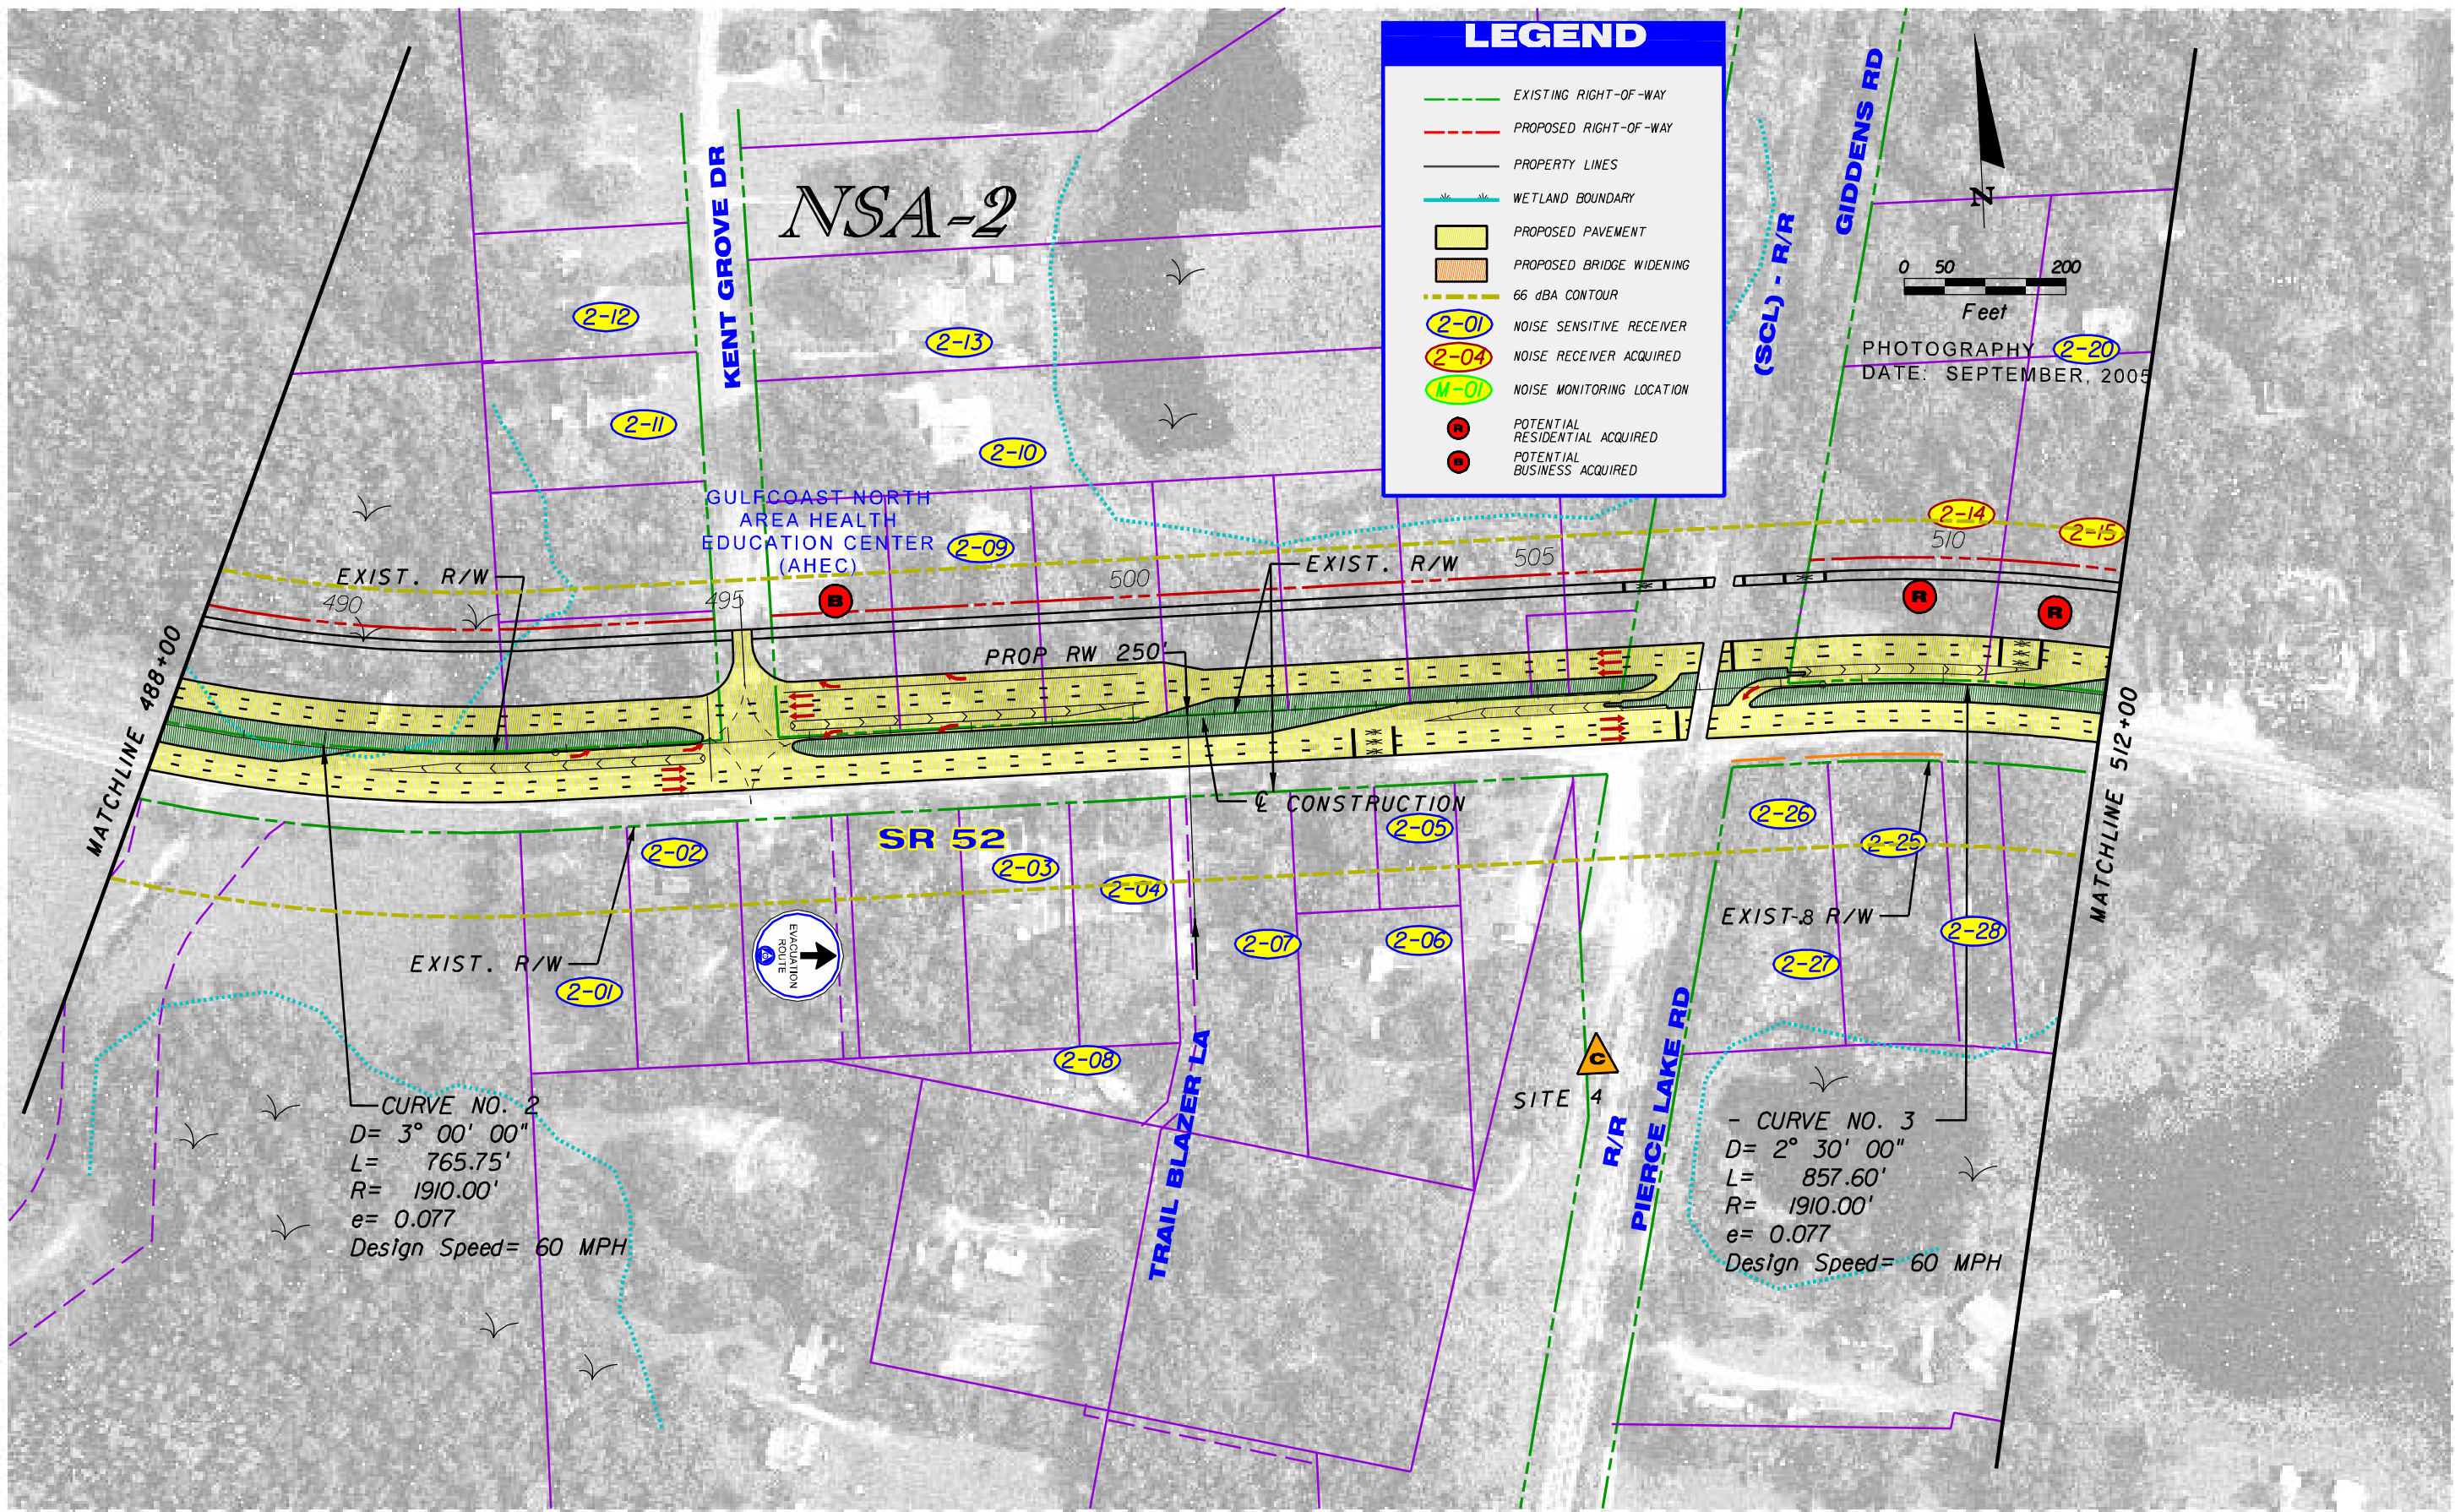 LEGEND
EXISTING RIGHT-OF-WAY
PROPOSED RIGHT-OF-WAY
PROPERTY LINES
WETLAND BOUNDARY
PROPOSED PAVEMENT
PROPOSED BRIDGE WIDENING
66 dBA CONTOUR
2-01 NOISE SENSITIVE RECEIVER
2-04 NOISE RECEIVER ACQUIRED
M-01 NOISE MONITORING LOCATION
R POTENTIAL
RESIDENTIAL ACQUIRED
B POTENTIAL
BUSINESS ACQUIRED
KENT GROVE DR
NSA-2
(SCL) - R/R
GIDDENS RD
N
0 50 200
Feet
PHOTOGRAPHY
DATE: SEPTEMBER, 2005
2-20
2-12
2-13
2-11
2-10
GULFCOAST NORTH
AREA HEALTH
EDUCATION CENTER
(AHEC)
2-09
2-14
2-15
EXIST. R/W
EXIST. R/W
490
495
500
505
510
B
R
R
PROP RW 250'
MATCHLINE 488+00
MATCHLINE 512+00
℄ CONSTRUCTION
SR 52
2-02
2-03
2-04
2-05
2-26
2-25
EXIST. R/W
2-01
EVACUATION
ROUTE
2-07
2-06
EXIST.8 R/W
2-28
2-27
2-08
TRAIL BLAZER LA
C
SITE 4
R/R
PIERCE LAKE RD
CURVE NO. 2
D= 3° 00' 00"
L= 765.75'
R= 1910.00'
e= 0.077
Design Speed= 60 MPH
- CURVE NO. 3
D= 2° 30' 00"
L= 857.60'
R= 1910.00'
e= 0.077
Design Speed= 60 MPH